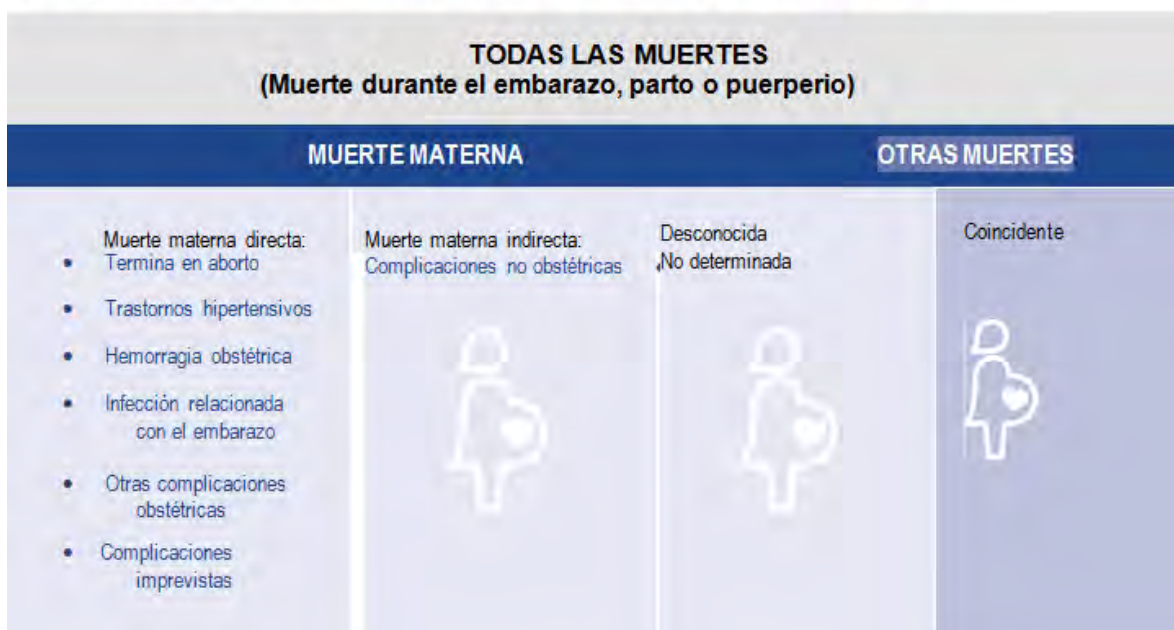 TODAS LAS MUERTES
(Muerte durante el embarazo, parto o puerperio)
MUERTE MATERNA
OTRAS MUERTES
Muerte materna directa:
• Termina en aborto
• Trastornos hipertensivos
• Hemorragia obstétrica
• Infección relacionada
con el embarazo
• Otras complicaciones
obstétricas
• Complicaciones
imprevistas
Muerte materna indirecta:
Complicaciones no obstétricas
Desconocida
No determinada
Coincidente